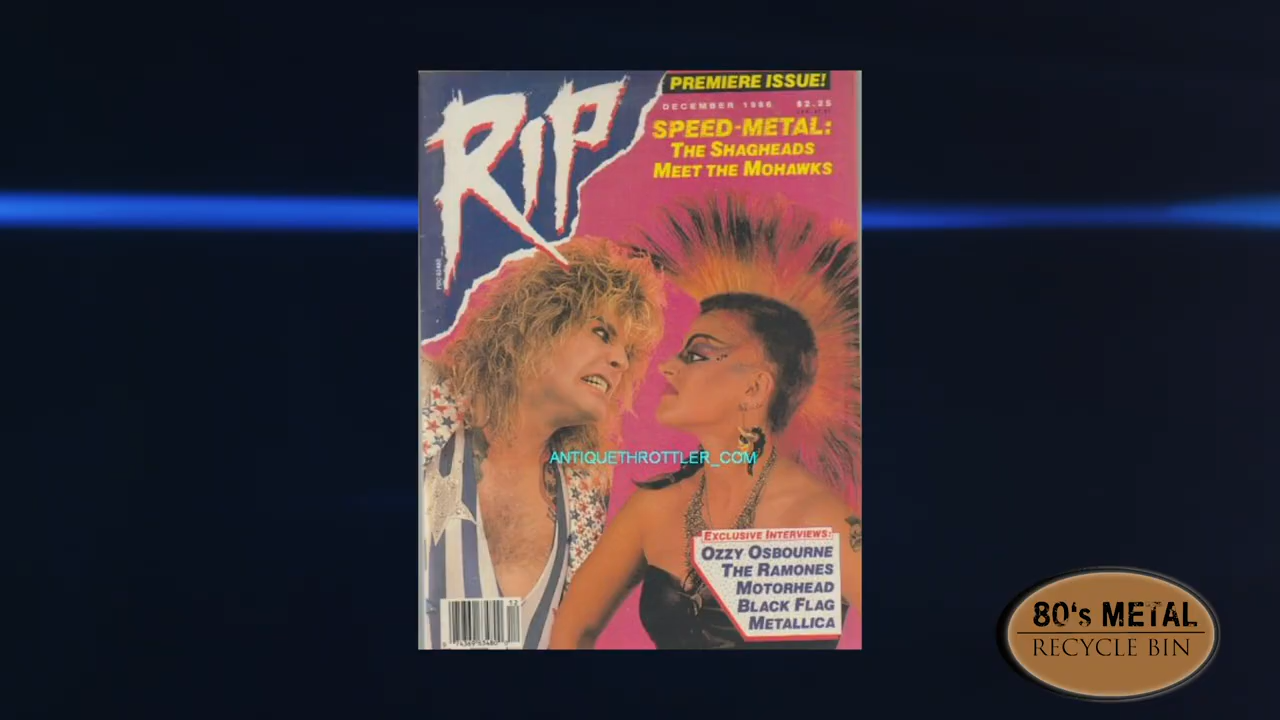 PREMIERE ISSUE!
RIP
DECEMBER 1986 $2.25
SPEED-METAL:
THE SHAGHEADS
MEET THE MOHAWKS
ANTIQUETHROTTLER_COM
EXCLUSIVE INTERVIEWS:
OZZY OSBOURNE
THE RAMONES
MOTORHEAD
BLACK FLAG
METALLICA
80's METAL
RECYCLE BIN